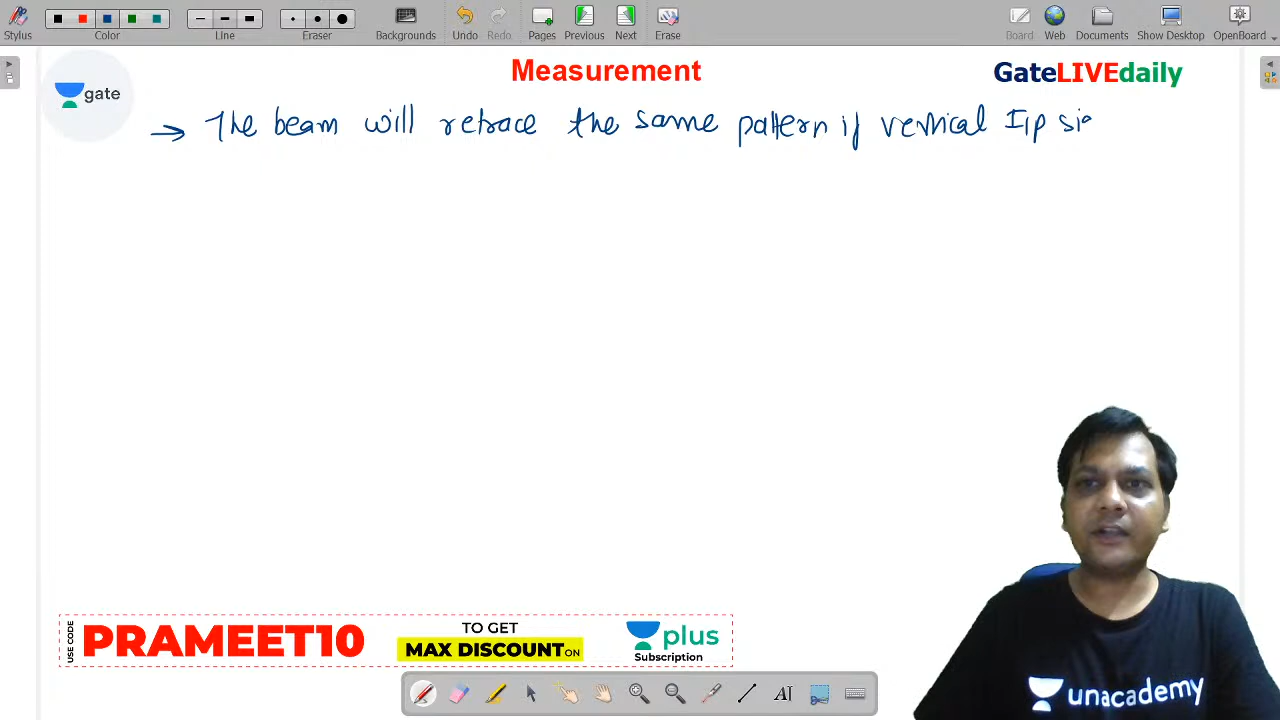 Stylus
Color
Line
Eraser
Backgrounds
Undo
Redo
Pages
Previous
Next
Erase
Board
Web
Documents
Show Desktop
OpenBoard
gate
Measurement
GateLIVEdaily
→ The beam will retrace the same pattern if vertical I/p si
USE CODE
PRAMEET10
TO GET
MAX DISCOUNT ON
plus
Subscription
AI
unacademy